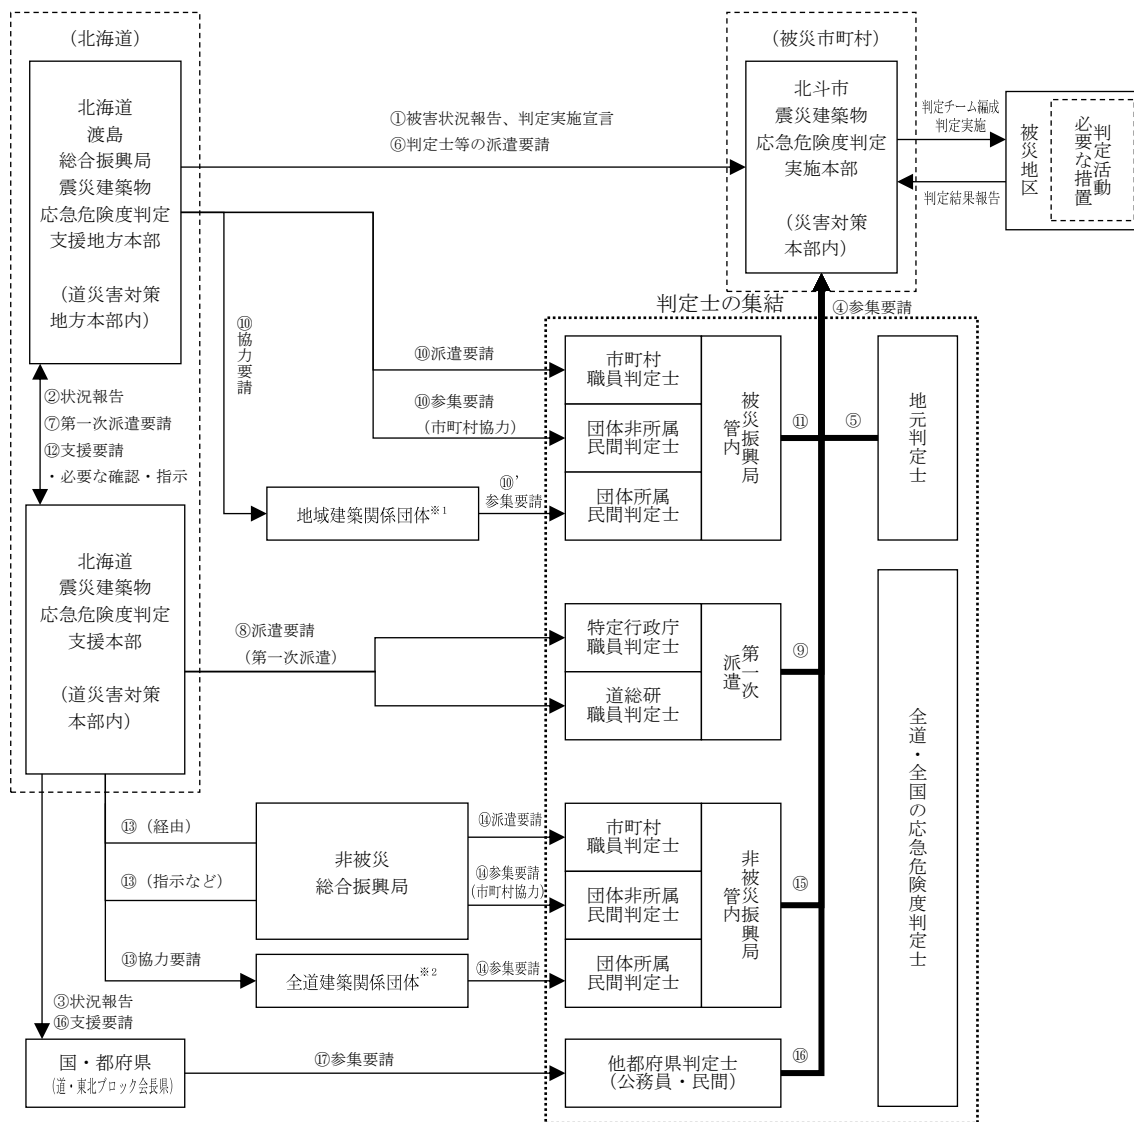 (北海道)
北海道
渡島
総合振興局
震災建築物
応急危険度判定
支援地方本部
(道災害対策
地方本部内)
①被害状況報告、判定実施宣言
⑥判定士等の派遣要請
(被災市町村)
北斗市
震災建築物
応急危険度判定
実施本部
(災害対策
本部内)
判定チーム編成
判定実施
判定結果報告
被災地区
判定活動
必要な措置
判定士の集結
④参集要請
⑩協力要請
⑩派遣要請
⑩参集要請
(市町村協力)
⑩’
参集要請
地域建築関係団体※1
市町村
職員判定士
団体非所属
民間判定士
団体所属
民間判定士
被災振興局
管内
⑪
⑤
地元判定士
②状況報告
⑦第一次派遣要請
⑫支援要請
・必要な確認・指示
北海道
震災建築物
応急危険度判定
支援本部
(道災害対策
本部内)
⑧派遣要請
(第一次派遣)
特定行政庁
職員判定士
道総研
職員判定士
第一次
派遣
⑨
全道・全国の応急危険度判定士
⑬(経由)
⑬(指示など)
⑬協力要請
非被災
総合振興局
全道建築関係団体※2
⑭派遣要請
⑭参集要請
(市町村協力)
⑭参集要請
市町村
職員判定士
団体非所属
民間判定士
団体所属
民間判定士
非被災振興局
管内
⑮
③状況報告
⑯支援要請
国・都府県
(道・東北ブロック会長県)
⑰参集要請
他都府県判定士
(公務員・民間)
⑯